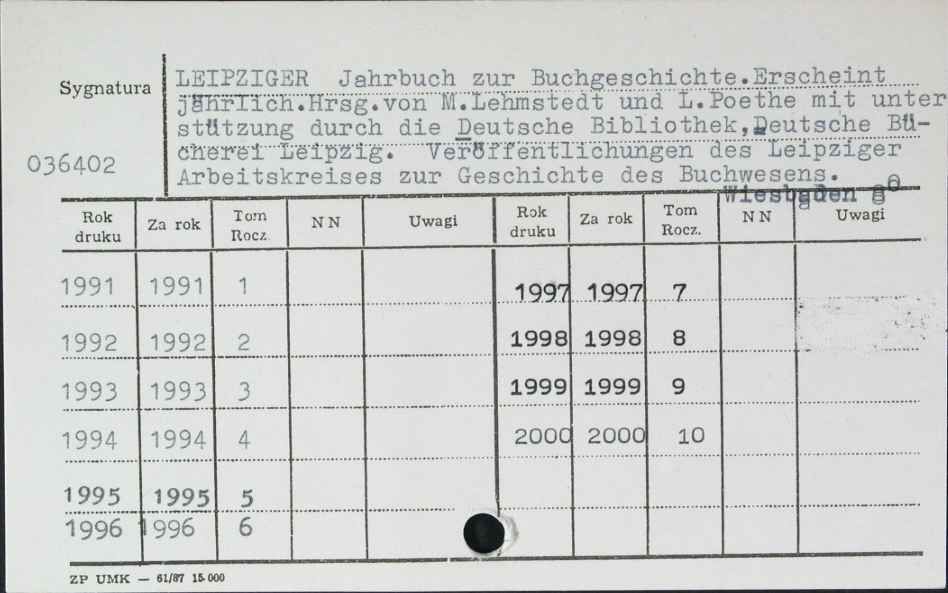 LEIPZIGER Jahrbuch zur Buchgeschichte.Erscheint
Sygnatura
jährlich.Hrsg.von M.Lehmstedt und L.Poethe mit unter
stützung durch die Deutsche Bibliothek,Deutsche Bü-
036402
cherei Leipzig. Veröffentlichungen des Leipziger
Arbeitskreises zur Geschichte des Buchwesens.
Wiesbaden 8°
Rok druku Za rok Tom Rocz. NN Uwagi Rok druku Za rok Tom Rocz. NN Uwagi
1991 1991 1 1997 1997 7
1992 1992 2 1998 1998 8
1993 1993 3 1999 1999 9
1994 1994 4 2000 2000 10
1995 1995 5
1996 1996 6
ZP UMK — 61/87 15.000